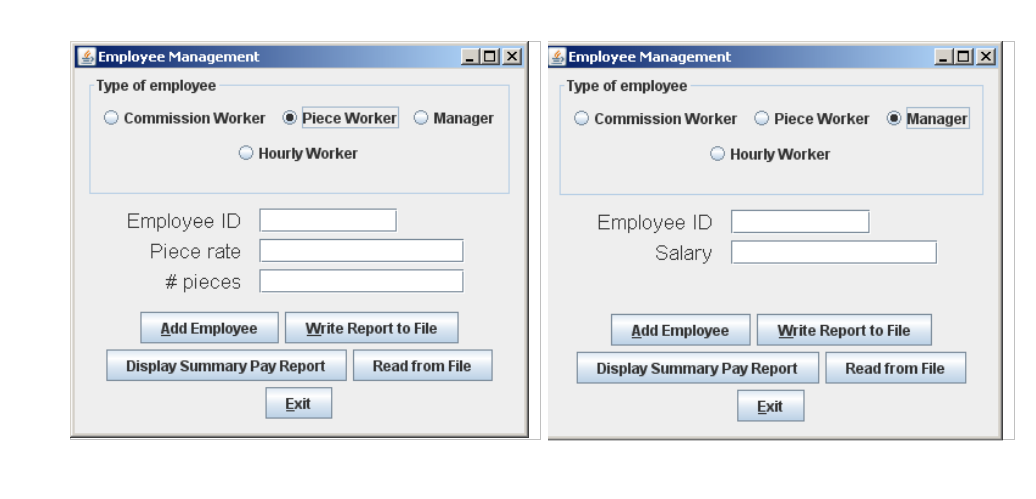 Employee Management
Type of employee
Commission Worker Piece Worker Manager
Hourly Worker
Employee ID
Piece rate
# pieces
Add Employee Write Report to File
Display Summary Pay Report Read from File
Exit
Employee Management
Type of employee
Commission Worker Piece Worker Manager
Hourly Worker
Employee ID
Salary
Add Employee Write Report to File
Display Summary Pay Report Read from File
Exit